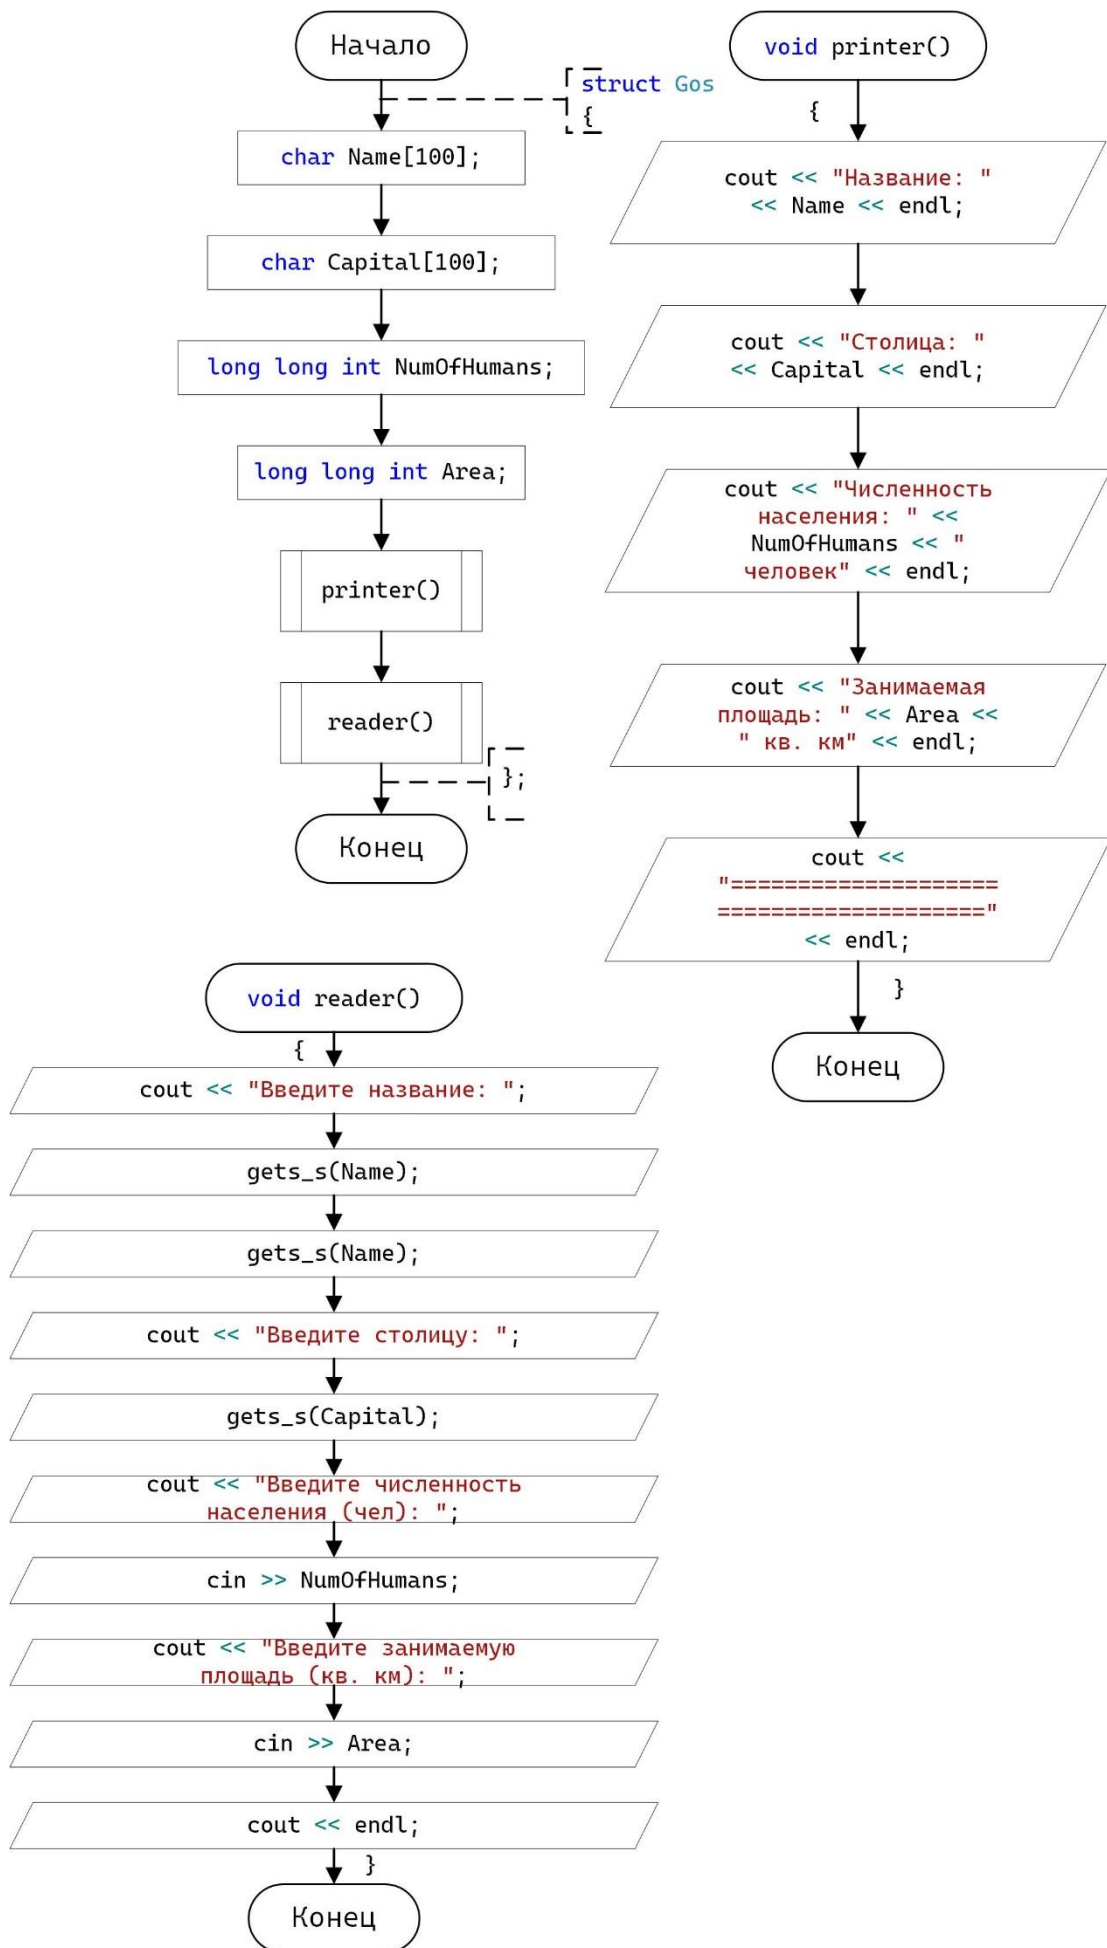 Начало
struct Gos
{
char Name[100];
char Capital[100];
long long int NumOfHumans;
long long int Area;
printer()
reader()
};
Конец
void printer()
{
cout << "Название: "
<< Name << endl;
cout << "Столица: "
<< Capital << endl;
cout << "Численность
населения: " <<
NumOfHumans << "
человек" << endl;
cout << "Занимаемая
площадь: " << Area <<
" кв. км" << endl;
cout <<
"====================
===================="
<< endl;
}
Конец
void reader()
{
cout << "Введите название: ";
gets_s(Name);
gets_s(Name);
cout << "Введите столицу: ";
gets_s(Capital);
cout << "Введите численность
населения (чел): ";
cin >> NumOfHumans;
cout << "Введите занимаемую
площадь (кв. км): ";
cin >> Area;
cout << endl;
}
Конец